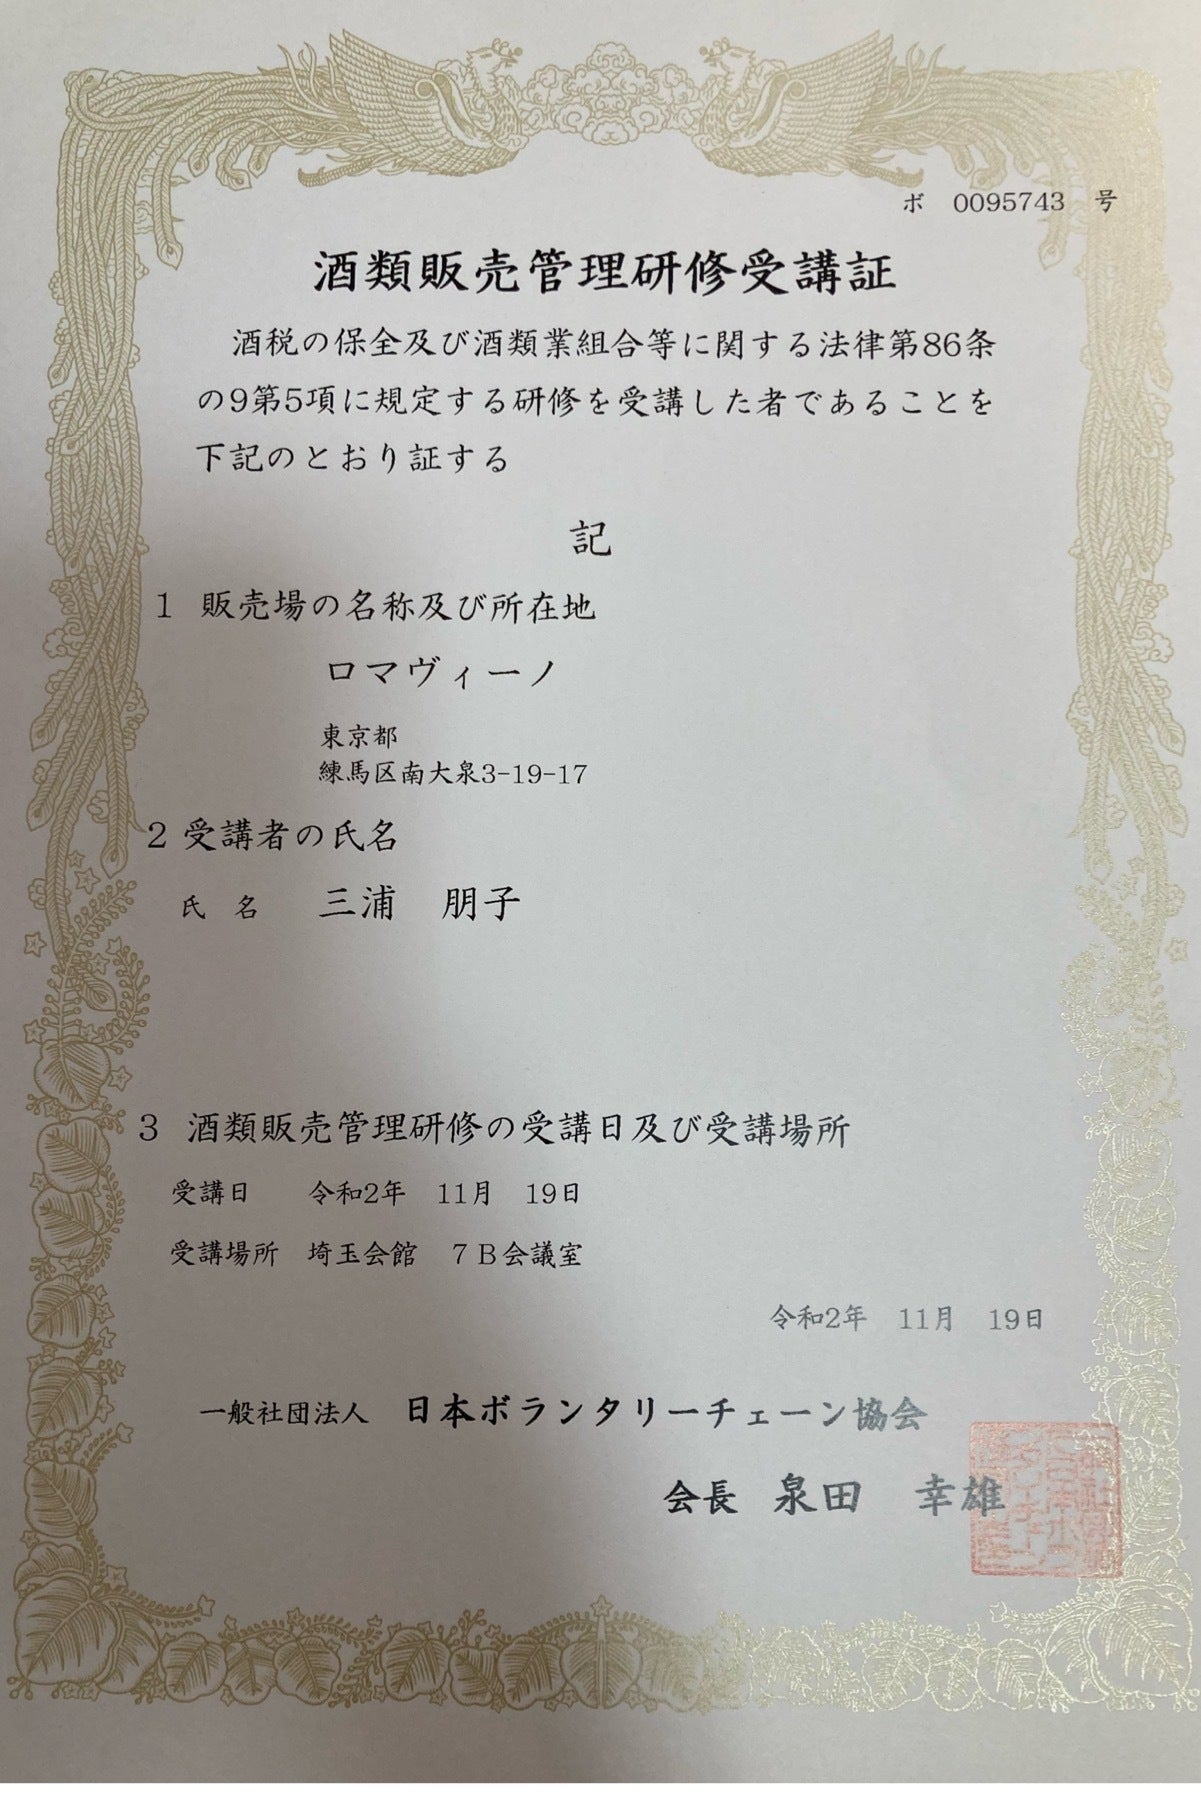 ボ 0095743 号
酒類販売管理研修受講証
酒税の保全及び酒類業組合等に関する法律第86条
の9第5項に規定する研修を受講した者であることを
下記のとおり証する
記
1 販売場の名称及び所在地
ロマヴィーノ
東京都
練馬区南大泉3-19-17
2 受講者の氏名
氏 名 三浦 朋子
3 酒類販売管理研修の受講日及び受講場所
受講日 令和2年 11月 19日
受講場所 埼玉会館 7B会議室
令和2年 11月 19日
一般社団法人 日本ボランタリーチェーン協会
会長 泉田 幸雄